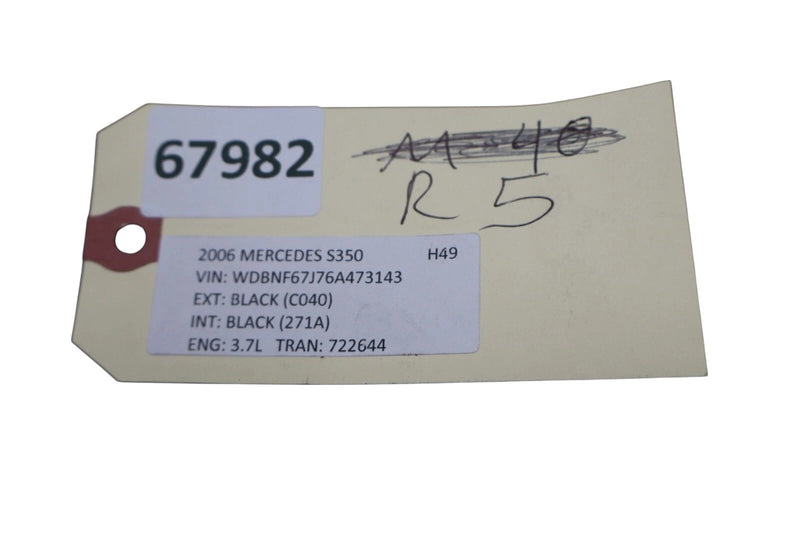 67982
M-40
R 5
2006 MERCEDES S350 H49
VIN: WDBNF67J76A473143
EXT: BLACK (C040)
INT: BLACK (271A)
ENG: 3.7L TRAN: 722644